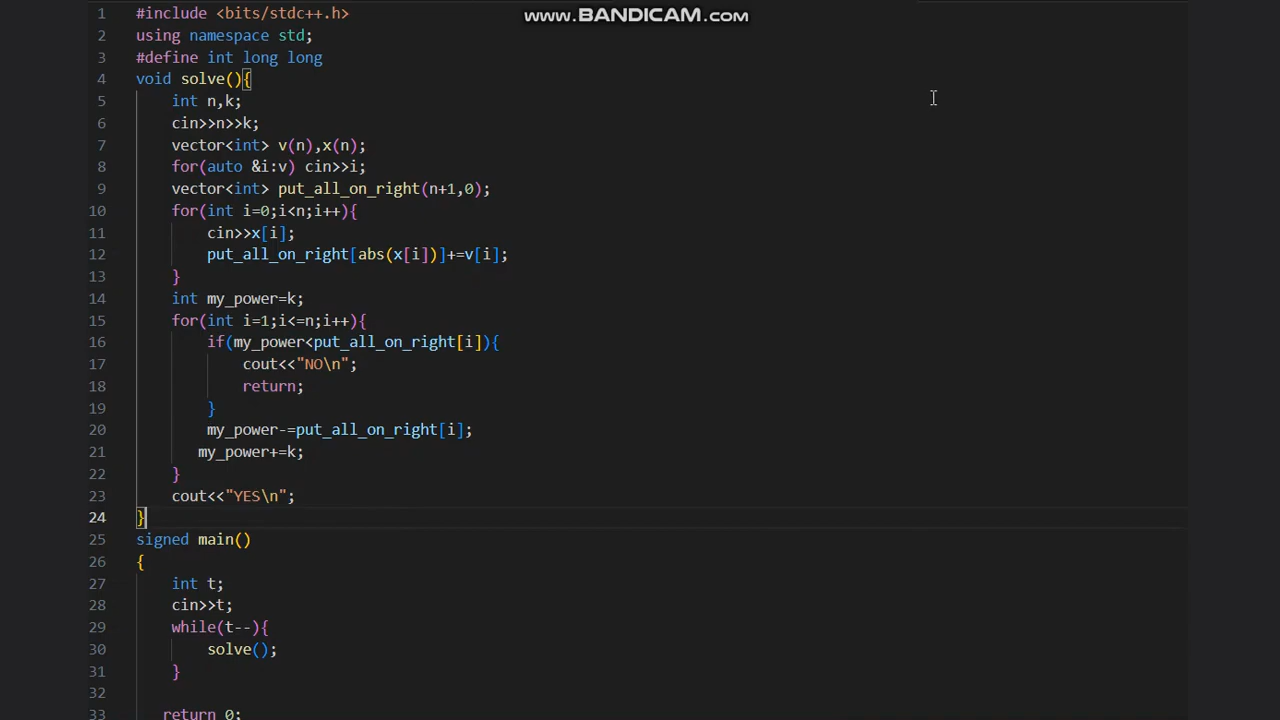 www.BANDICAM.com
1 #include <bits/stdc++.h>
2 using namespace std;
3 #define int long long
4 void solve(){
5     int n,k;
6     cin>>n>>k;
7     vector<int> v(n),x(n);
8     for(auto &i:v) cin>>i;
9     vector<int> put_all_on_right(n+1,0);
10     for(int i=0;i<n;i++){
11         cin>>x[i];
12         put_all_on_right[abs(x[i])]+=v[i];
13     }
14     int my_power=k;
15     for(int i=1;i<=n;i++){
16         if(my_power<put_all_on_right[i]){
17             cout<<"NO\n";
18             return;
19         }
20         my_power-=put_all_on_right[i];
21        my_power+=k;
22     }
23     cout<<"YES\n";
24 }
25 signed main()
26 {
27     int t;
28     cin>>t;
29     while(t--){
30         solve();
31     }
32
33    return 0;